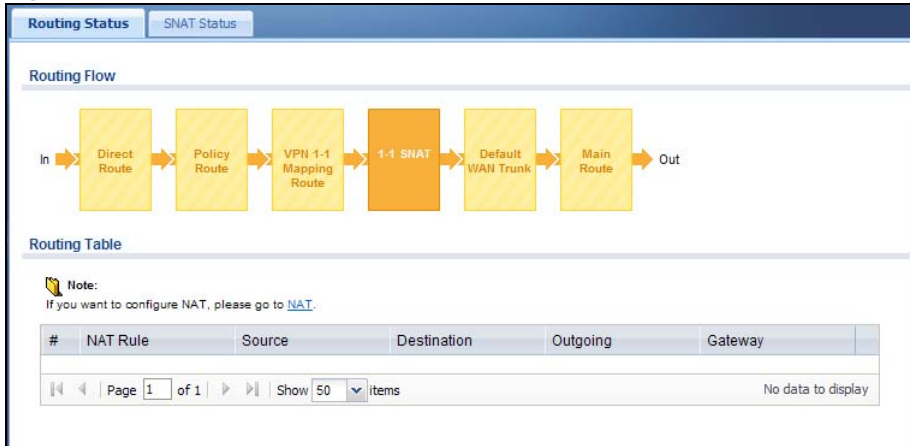 Routing Status
SNAT Status
Routing Flow
In
Direct
Route
Policy
Route
VPN 1-1
Mapping
Route
1-1 SNAT
Default
WAN Trunk
Main
Route
Out
Routing Table
Note:
If you want to configure NAT, please go to NAT.
# NAT Rule Source Destination Outgoing Gateway
Page 1 of 1 Show 50 items No data to display